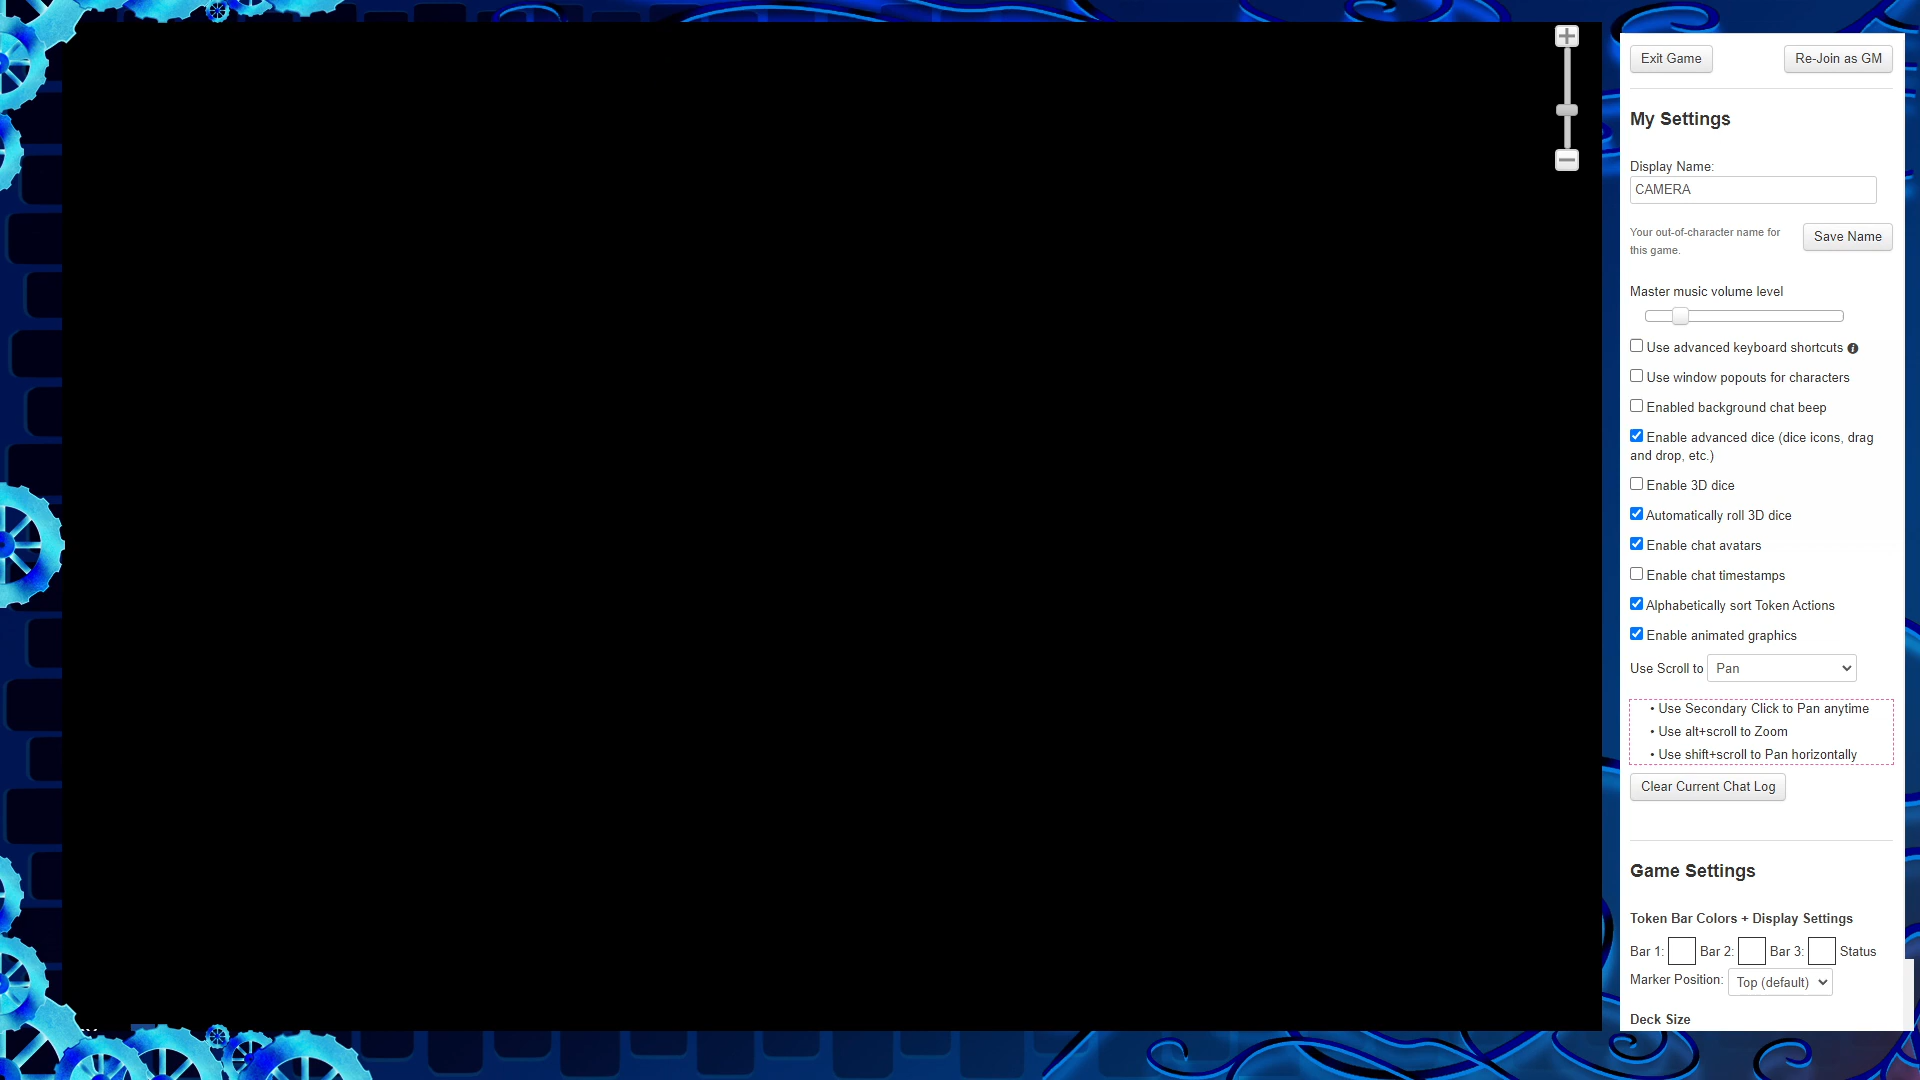 Exit Game
Re-Join as GM
My Settings
Display Name:
CAMERA
Your out-of-character name for
this game.
Save Name
Master music volume level
Use advanced keyboard shortcuts
Use window popouts for characters
Enabled background chat beep
Enable advanced dice (dice icons, drag
and drop, etc.)
Enable 3D dice
Automatically roll 3D dice
Enable chat avatars
Enable chat timestamps
Alphabetically sort Token Actions
Enable animated graphics
Use Scroll to Pan
• Use Secondary Click to Pan anytime
• Use alt+scroll to Zoom
• Use shift+scroll to Pan horizontally
Clear Current Chat Log
Game Settings
Token Bar Colors + Display Settings
Bar 1: Bar 2: Bar 3: Status
Marker Position: Top (default)
Deck Size